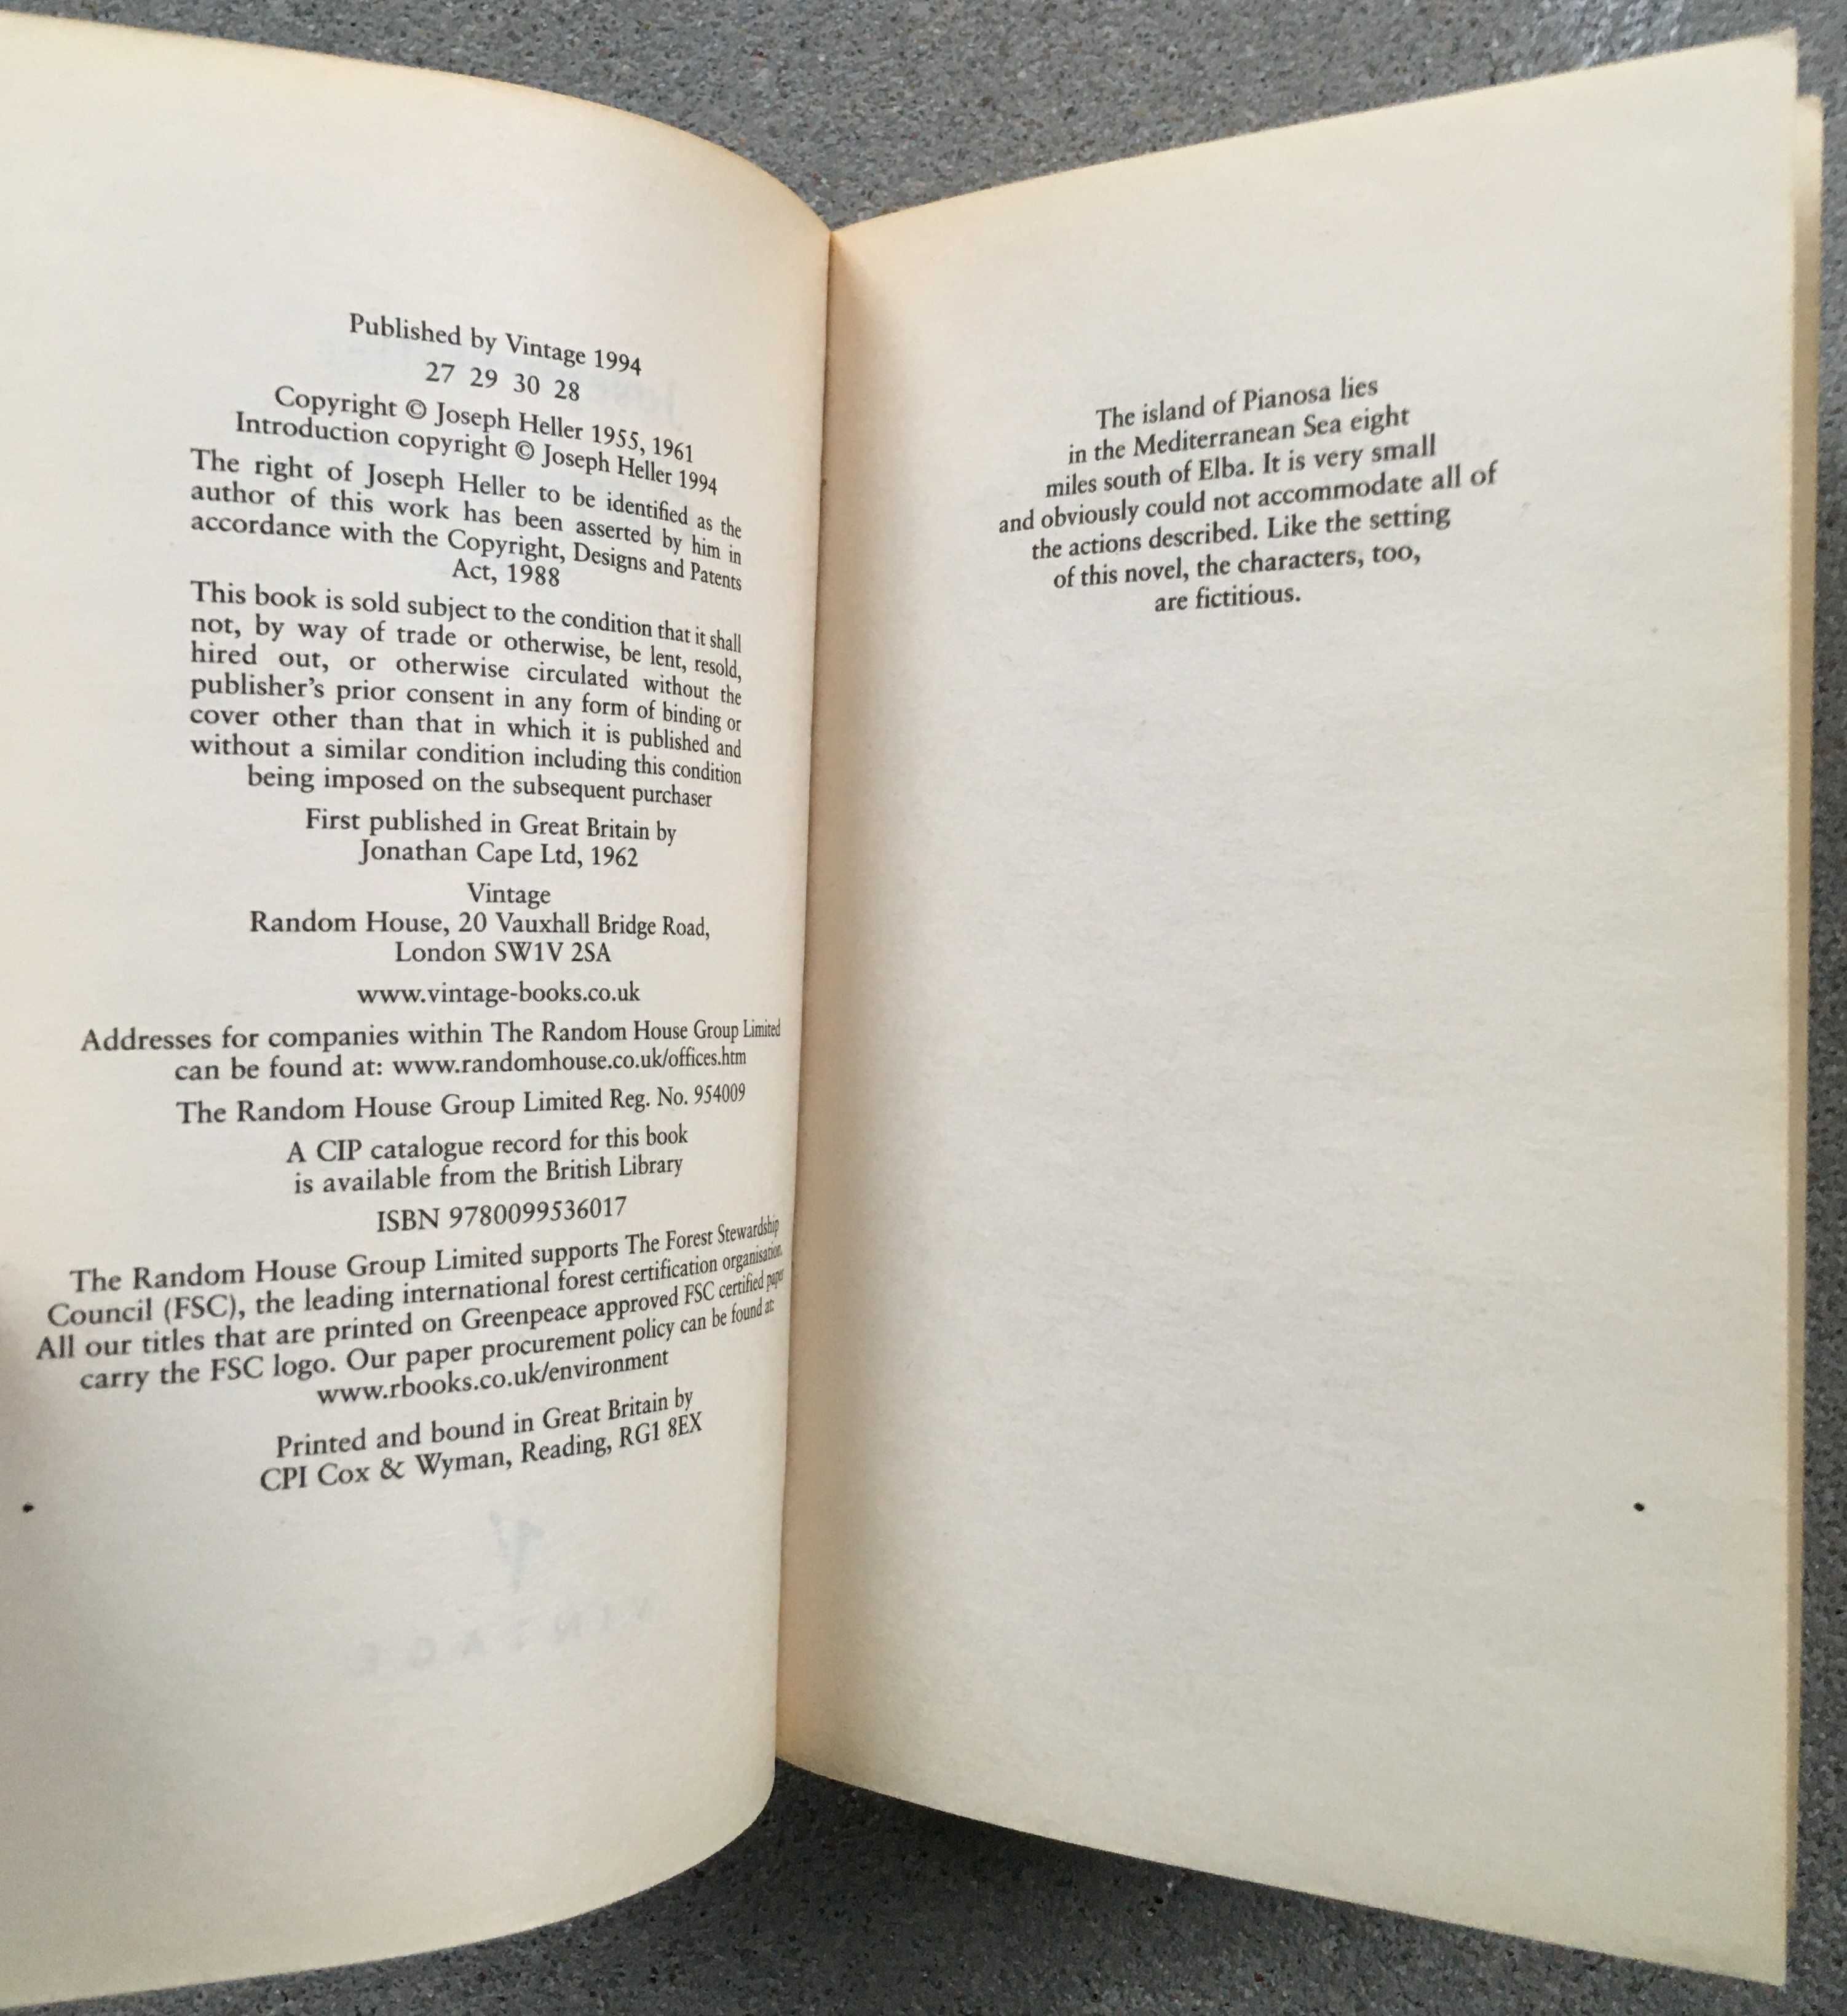 Published by Vintage 1994
27 29 30 28
Copyright © Joseph Heller 1955, 1961
Introduction copyright © Joseph Heller 1994
The right of Joseph Heller to be identified as the
author of this work has been asserted by him in
accordance with the Copyright, Designs and Patents
Act, 1988
This book is sold subject to the condition that it shall
not, by way of trade or otherwise, be lent, resold,
hired out, or otherwise circulated without the
publisher's prior consent in any form of binding or
cover other than that in which it is published and
without a similar condition including this condition
being imposed on the subsequent purchaser
First published in Great Britain by
Jonathan Cape Ltd, 1962
Vintage
Random House, 20 Vauxhall Bridge Road,
London SW1V 2SA
www.vintage-books.co.uk
Addresses for companies within The Random House Group Limited
can be found at: www.randomhouse.co.uk/offices.htm
The Random House Group Limited Reg. No. 954009
A CIP catalogue record for this book
is available from the British Library
ISBN 9780099536017
The Random House Group Limited supports The Forest Stewardship
Council (FSC), the leading international forest certification organisation.
All our titles that are printed on Greenpeace approved FSC certified paper
carry the FSC logo. Our paper procurement policy can be found at:
www.rbooks.co.uk/environment
Printed and bound in Great Britain by
CPI Cox & Wyman, Reading, RG1 8EX
The island of Pianosa lies
in the Mediterranean Sea eight
miles south of Elba. It is very small
and obviously could not accommodate all of
the actions described. Like the setting
of this novel, the characters, too,
are fictitious.